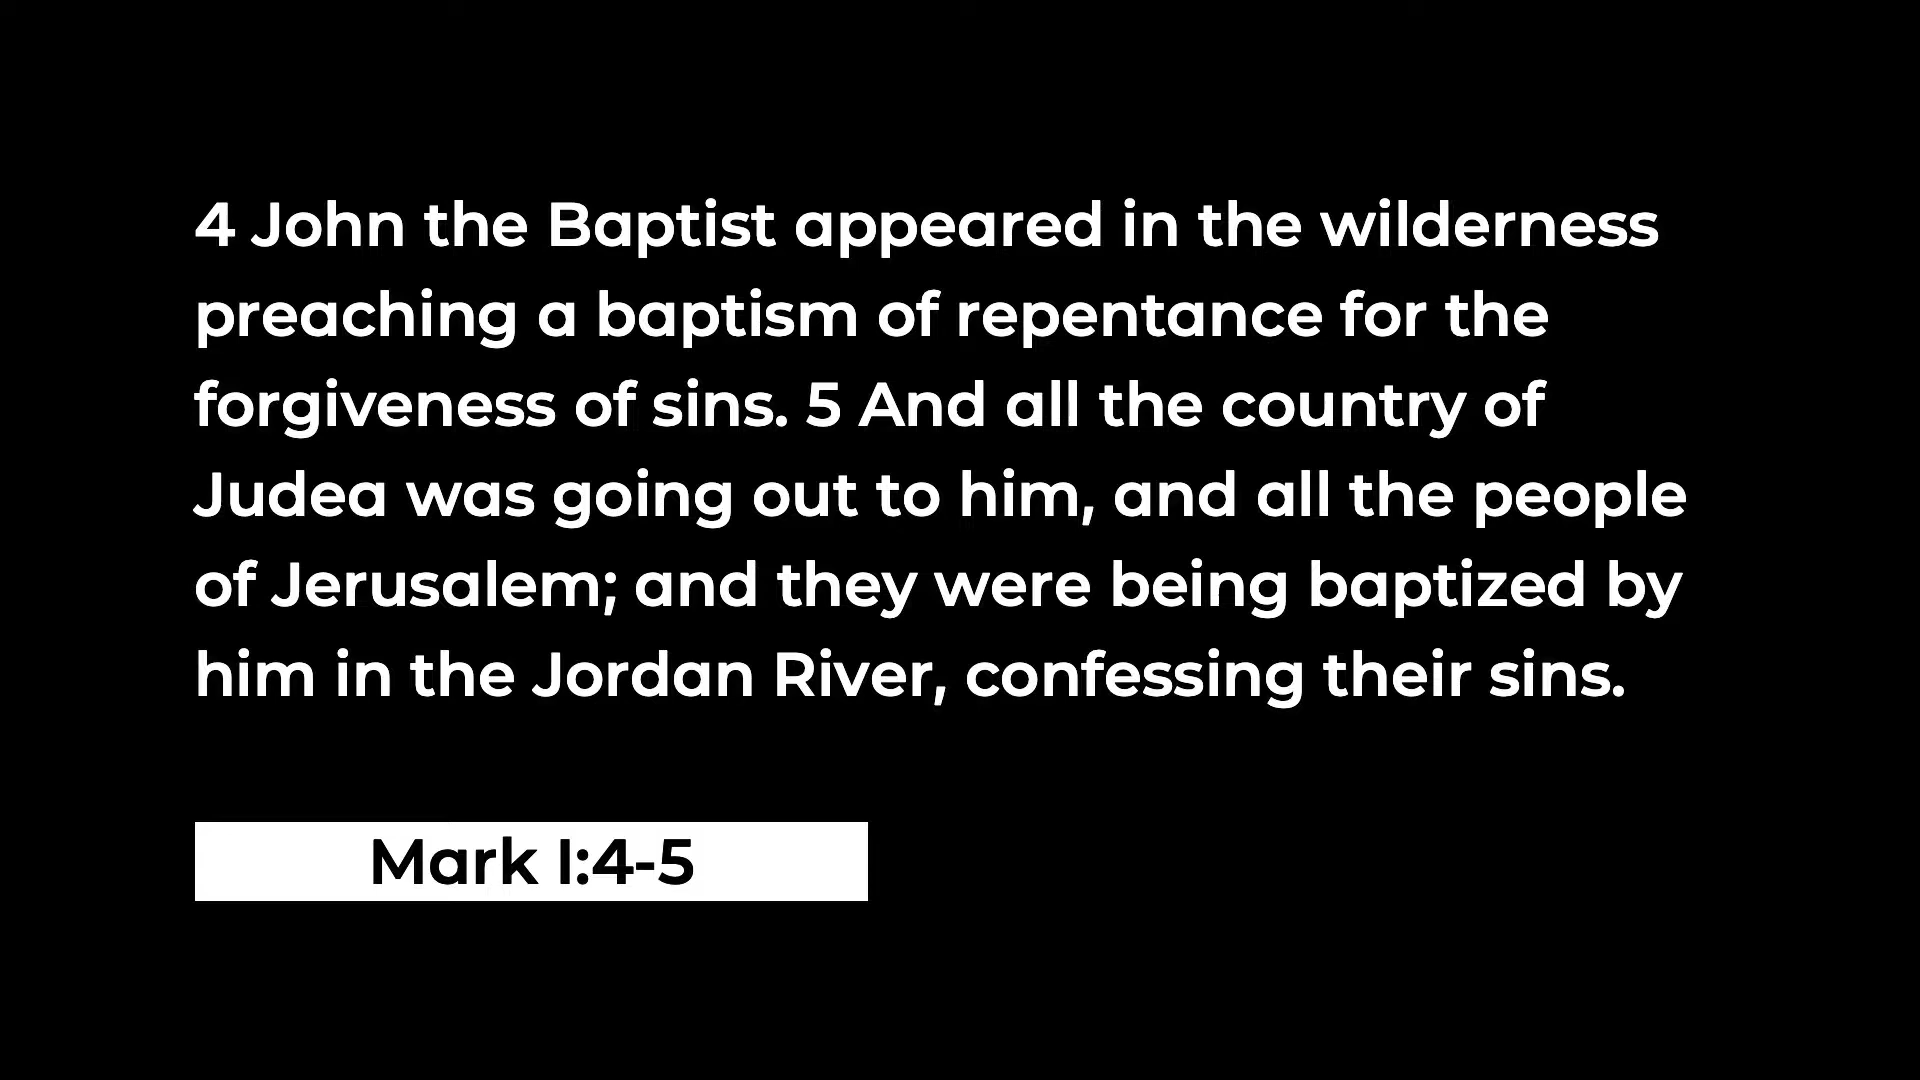 4 John the Baptist appeared in the wilderness
preaching a baptism of repentance for the
forgiveness of sins. 5 And all the country of
Judea was going out to him, and all the people
of Jerusalem; and they were being baptized by
him in the Jordan River, confessing their sins.
Mark I:4-5